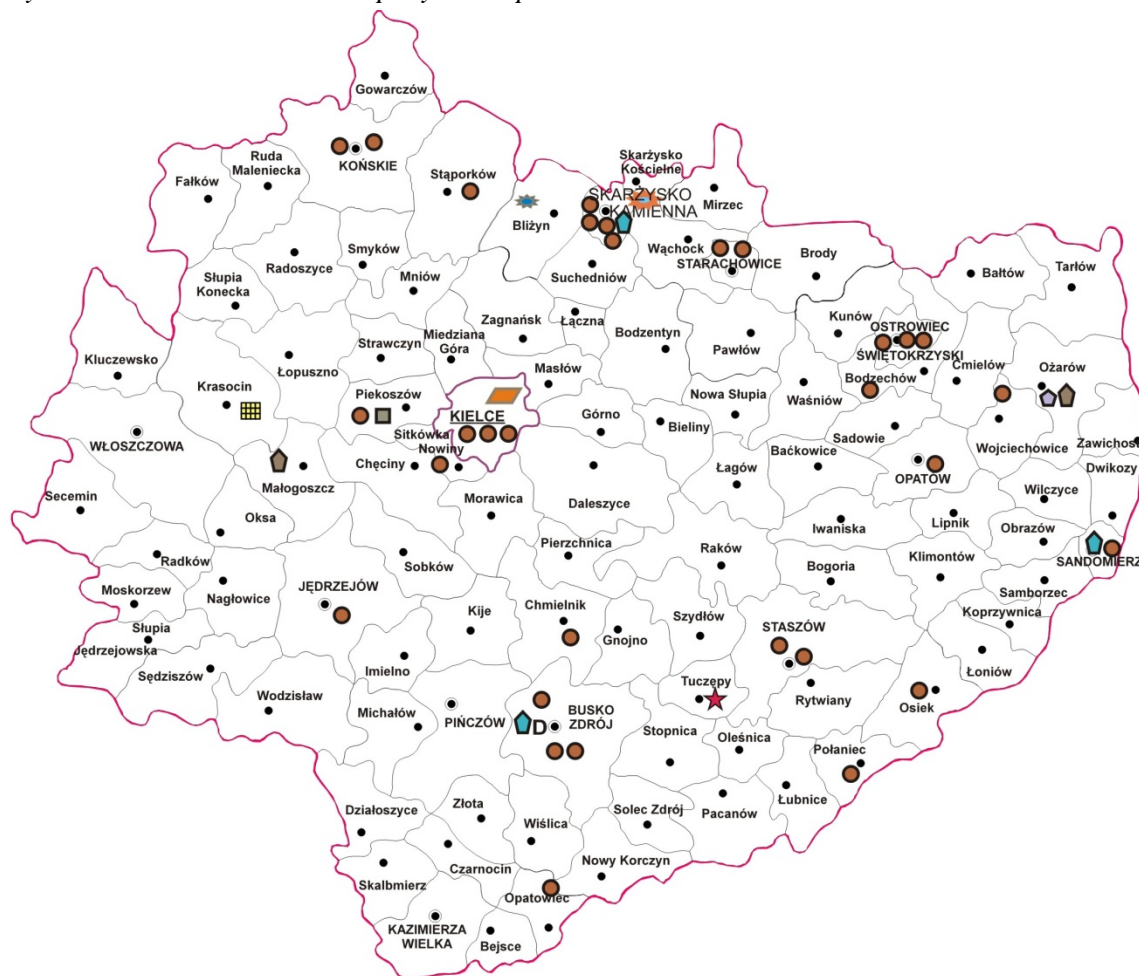 Gowarczów
KOŃSKIE
Ruda
Maleniecka
Fałków
Stąporków
Skarżysko
Kościelne
SKARŻYSKO
KAMIENNA
Mirzec
Bliżyn
Wąchock
STARACHOWICE
Brody
Bałtów
Tarłów
Radoszyce
Smyków
Suchedniów
Słupia
Konecka
Mniów
Zagnańsk
Łączna
Bodzentyn
Kunów
OSTROWIEC
ŚWIĘTOKRZYSKI
Kluczewsko
Łopuszno
Strawczyn
Miedziana
Góra
Pawłów
Bodzechów
Ćmielów
Ożarów
Krasocin
Piekoszów
Masłów
Nowa Słupia
Waśniów
KIELCE
Górno
Bieliny
WŁOSZCZOWA
Sitkówka
Nowiny
Sadowie
Wojciechowice
Zawichost
Chęciny
Baćkowice
Dwikozy
Małogoszcz
Łagów
OPATÓW
Wilczyce
Secemin
Oksa
Morawica
Daleszyce
Iwaniska
Lipnik
Obrazów
Radków
Sobków
Pierzchnica
Raków
Bogoria
Klimontów
SANDOMIERZ
Moskorzew
Nagłowice
JĘDRZEJÓW
Samborzec
Słupia
Jędrzejowska
Kije
Chmielnik
Gnojno
Szydłów
STASZÓW
Koprzywnica
Łoniów
Sędziszów
Imielno
Tuczępy
Rytwiany
Osiek
Wodzisław
Michałów
PIŃCZÓW
D
BUSKO
ZDRÓJ
Stopnica
Oleśnica
Połaniec
Łubnice
Działoszyce
Złota
Wiślica
Solec Zdrój
Pacanów
Skalbmierz
Czarnocin
Nowy Korczyn
Opatowiec
KAZIMIERZA
WIELKA
Bejsce